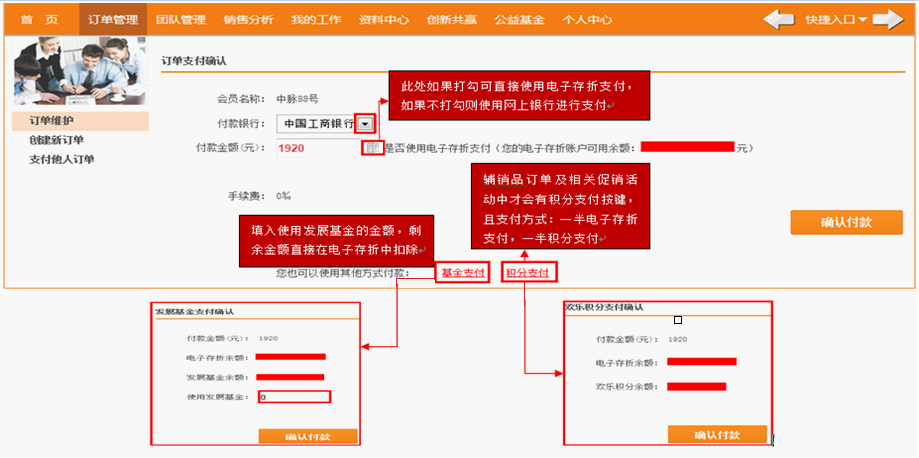 首 页 订单管理 团队管理 销售分析 我的工作 资料中心 创新共赢 公益基金 个人中心 快捷入口
订单支付确认
此处如果打勾可直接使用电子存折支付，
如果不打勾则使用网上银行进行支付
订单维护
创建新订单
支付他人订单
会员名称： 中脉88号
付款银行： 中国工商银行
付款金额(元)： 1920 是否使用电子存折支付（您的电子存折账户可用余额： 元）
手续费： 0‰
辅销品订单及相关促销活
动中才会有积分支付按键，
且支付方式：一半电子存折
支付，一半积分支付
确认付款
填入使用发展基金的金额，剩
余金额直接在电子存折中扣除
您也可以使用其他方式付款： 基金支付 积分支付
发展基金支付确认
付款金额(元)： 1920
电子存折余额：
发展基金余额：
使用发展基金： 0
确认付款
欢乐积分支付确认
付款金额(元)： 1920
电子存折余额：
欢乐积分余额：
确认付款